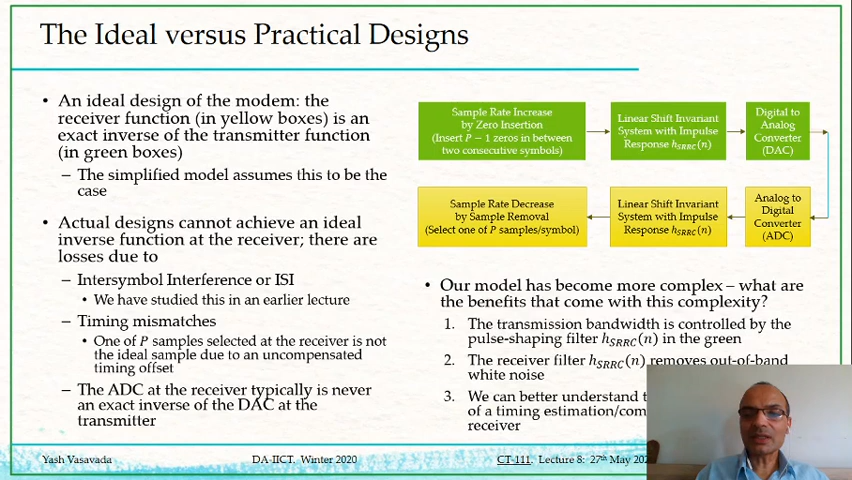 The Ideal versus Practical Designs
• An ideal design of the modem: the
receiver function (in yellow boxes) is an
exact inverse of the transmitter function
(in green boxes)
– The simplified model assumes this to be the
case
• Actual designs cannot achieve an ideal
inverse function at the receiver; there are
losses due to
– Intersymbol Interference or ISI
• We have studied this in an earlier lecture
– Timing mismatches
• One of P samples selected at the receiver is not
the ideal sample due to an uncompensated
timing offset
– The ADC at the receiver typically is never
an exact inverse of the DAC at the
transmitter
Sample Rate Increase
by Zero Insertion
(Insert P − 1 zeros in between
two consecutive symbols)
Linear Shift Invariant
System with Impulse
Response hSRRC(n)
Digital to
Analog
Converter
(DAC)
Sample Rate Decrease
by Sample Removal
(Select one of P samples/symbol)
Linear Shift Invariant
System with Impulse
Response hSRRC(n)
Analog to
Digital
Converter
(ADC)
• Our model has become more complex – what are
the benefits that come with this complexity?
1. The transmission bandwidth is controlled by the
pulse-shaping filter hSRRC(n) in the green
2. The receiver filter hSRRC(n) removes out-of-band
white noise
3. We can better understand
of a timing
receiver
Yash Vasavada
DA-IICT, Winter 2020
CT-111, Lecture 8: 27th May